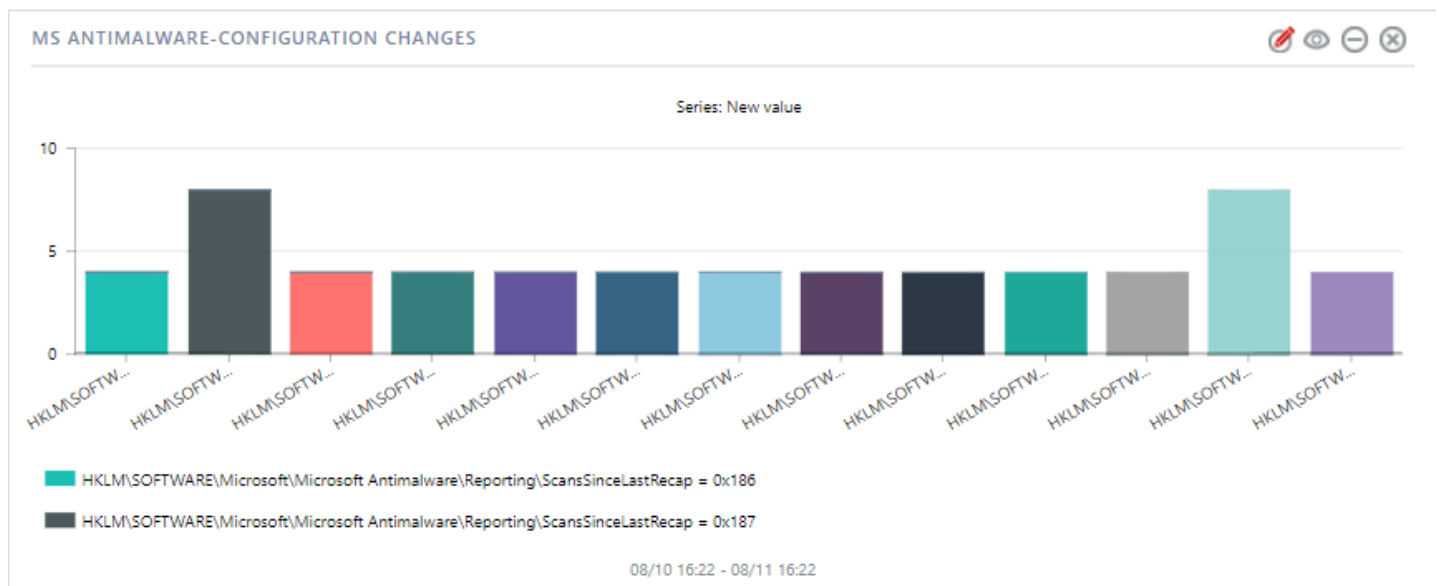 MS ANTIMALWARE-CONFIGURATION CHANGES
Series: New value
10
5
0
HKLM\SOFTW...
HKLM\SOFTW...
HKLM\SOFTW...
HKLM\SOFTW...
HKLM\SOFTW...
HKLM\SOFTW...
HKLM\SOFTW...
HKLM\SOFTW...
HKLM\SOFTW...
HKLM\SOFTW...
HKLM\SOFTW...
HKLM\SOFTW...
HKLM\SOFTW...
HKLM\SOFTWARE\Microsoft\Microsoft Antimalware\Reporting\ScansSinceLastRecap = 0x186
HKLM\SOFTWARE\Microsoft\Microsoft Antimalware\Reporting\ScansSinceLastRecap = 0x187
08/10 16:22 - 08/11 16:22